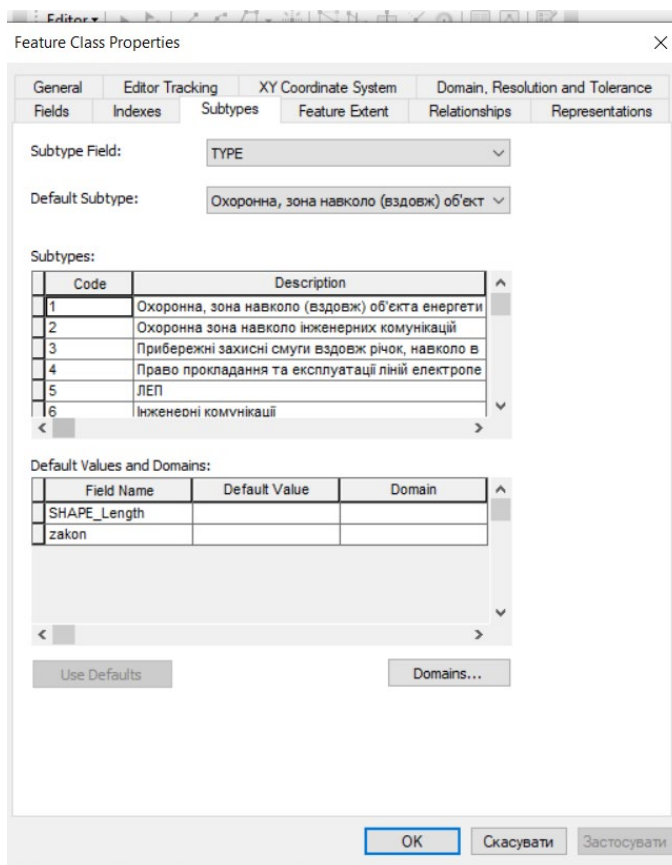 Editor
Feature Class Properties
General Editor Tracking XY Coordinate System Domain, Resolution and Tolerance
Fields Indexes Subtypes Feature Extent Relationships Representations
Subtype Field: TYPE
Default Subtype: Охоронна, зона навколо (вздовж) об'єкт
Subtypes:
Code Description
1 Охоронна, зона навколо (вздовж) об'єкта енергети
2 Охоронна зона навколо інженерних комунікацій
3 Прибережні захисні смуги вздовж річок, навколо в
4 Право прокладання та експлуатації ліній електропе
5 ЛЕП
6 Інженерні комунікації
Default Values and Domains:
Field Name Default Value Domain
SHAPE_Length
zakon
Use Defaults Domains...
OK Скасувати Застосувати